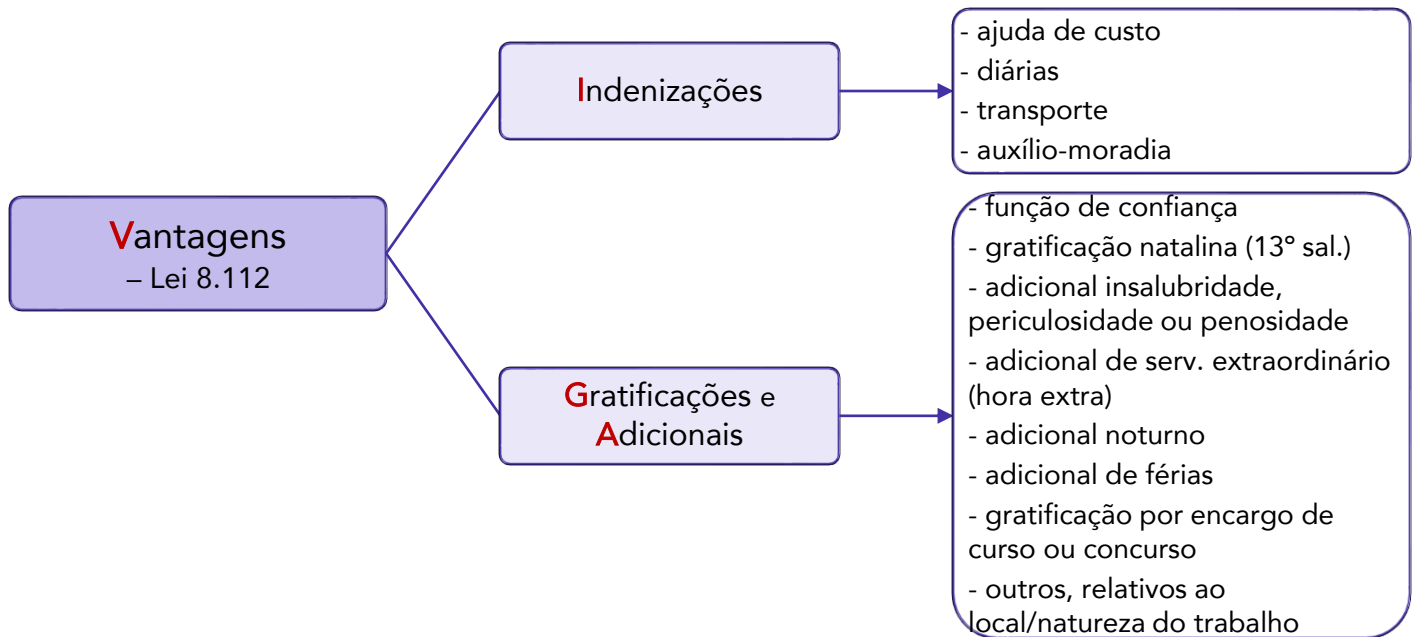 Vantagens
– Lei 8.112
Indenizações
- ajuda de custo
- diárias
- transporte
- auxílio-moradia
Gratificações e
Adicionais
- função de confiança
- gratificação natalina (13º sal.)
- adicional insalubridade,
periculosidade ou penosidade
- adicional de serv. extraordinário
(hora extra)
- adicional noturno
- adicional de férias
- gratificação por encargo de
curso ou concurso
- outros, relativos ao
local/natureza do trabalho